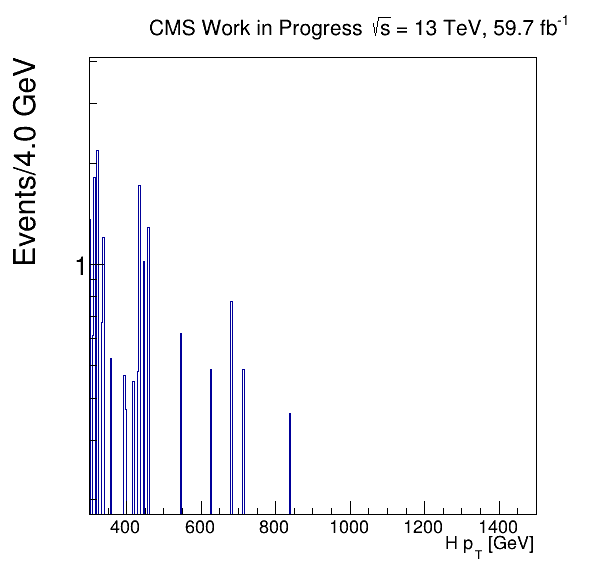 CMS Work in Progress √s = 13 TeV, 59.7 fb⁻¹
Events/4.0 GeV
1
400 600 800 1000 1200 1400
H p_T [GeV]